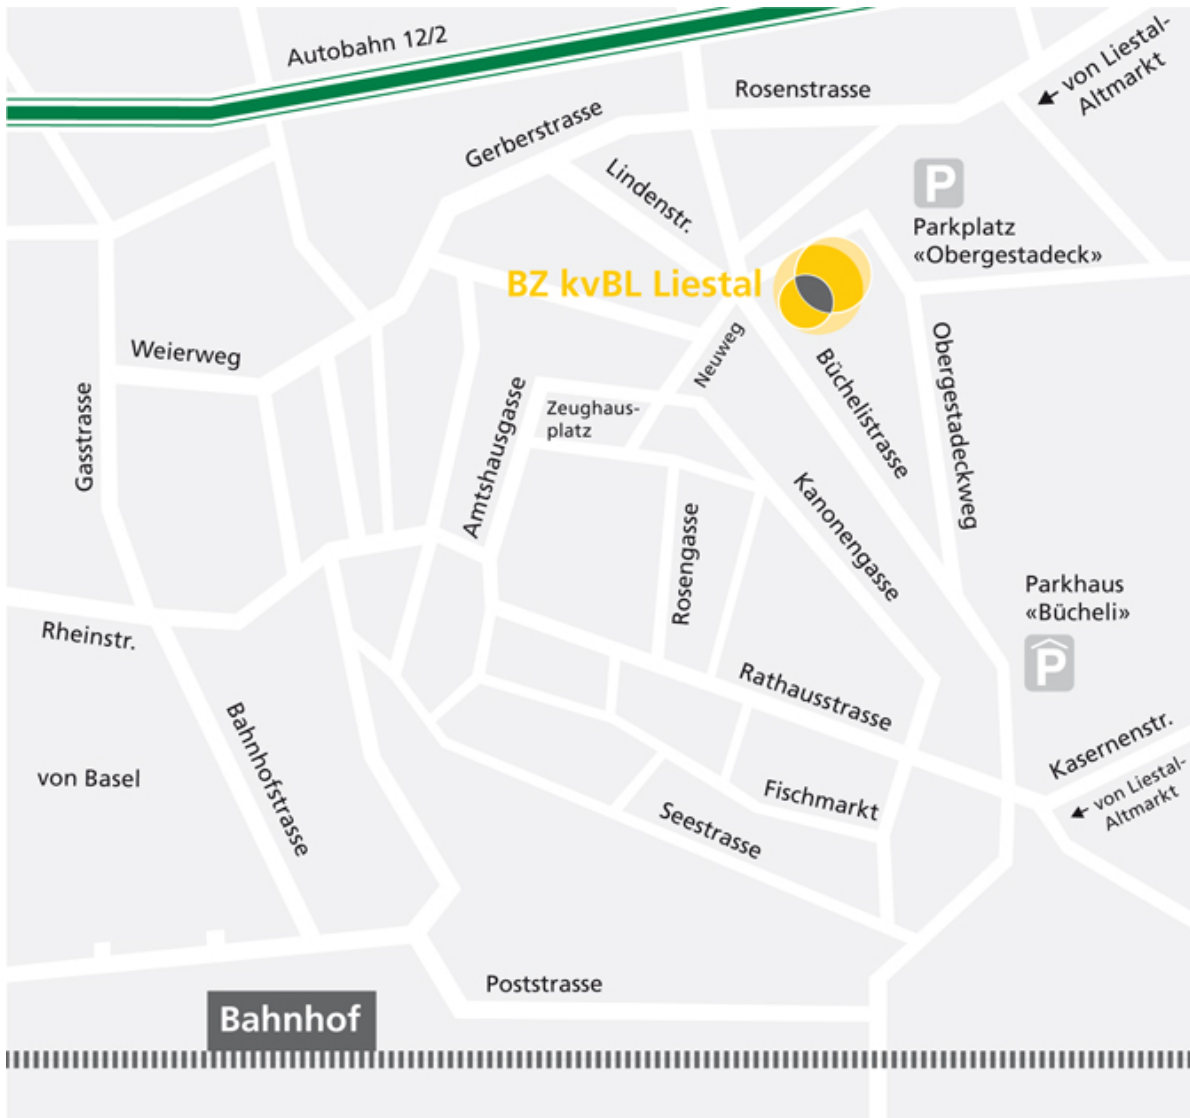 Autobahn 12/2
Rosenstrasse
von Liestal-
Altmarkt
Gerberstrasse
Lindenstr.
P
Parkplatz
«Obergestadeck»
BZ kvBL Liestal
Weierweg
Neuweg
Gasstrasse
Amtshausgasse
Zeughaus-
platz
Büchelistrasse
Obergestadeckweg
Kanonengasse
Rosengasse
Parkhaus
«Bücheli»
P
Rheinstr.
Rathausstrasse
Bahnhofstrasse
Kasernenstr.
von Liestal-
Altmarkt
von Basel
Fischmarkt
Seestrasse
Poststrasse
Bahnhof